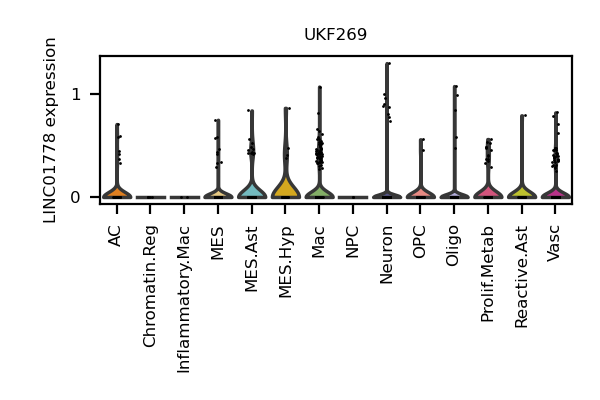 UKF269
LINC01778 expression
1
0
AC
Chromatin.Reg
Inflammatory.Mac
MES
MES.Ast
MES.Hyp
Mac
NPC
Neuron
OPC
Oligo
Prolif.Metab
Reactive.Ast
Vasc